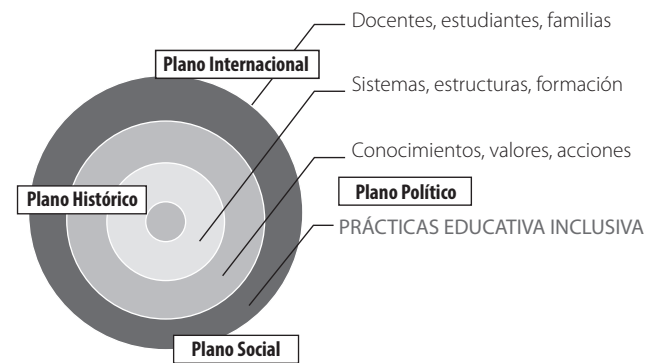 Docentes, estudiantes, familias
Plano Internacional
Sistemas, estructuras, formación
Conocimientos, valores, acciones
Plano Histórico
Plano Político
PRÁCTICAS EDUCATIVA INCLUSIVA
Plano Social